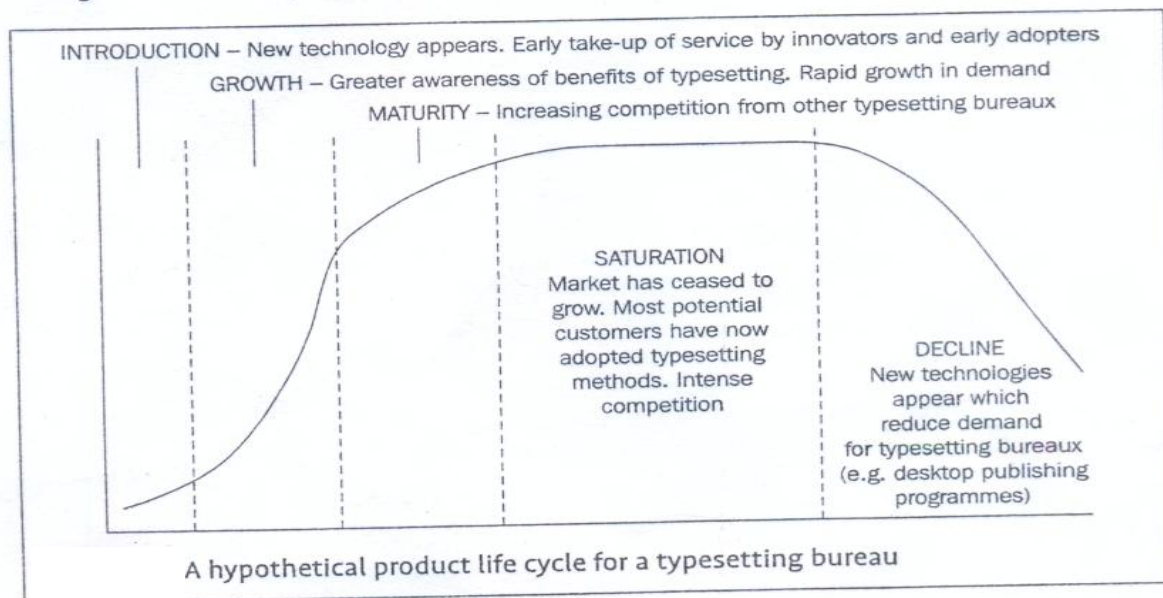 INTRODUCTION – New technology appears. Early take-up of service by innovators and early adopters
GROWTH – Greater awareness of benefits of typesetting. Rapid growth in demand
MATURITY – Increasing competition from other typesetting bureaux
SATURATION
Market has ceased to
grow. Most potential
customers have now
adopted typesetting
methods. Intense
competition
DECLINE
New technologies
appear which
reduce demand
for typesetting bureaux
(e.g. desktop publishing
programmes)
A hypothetical product life cycle for a typesetting bureau